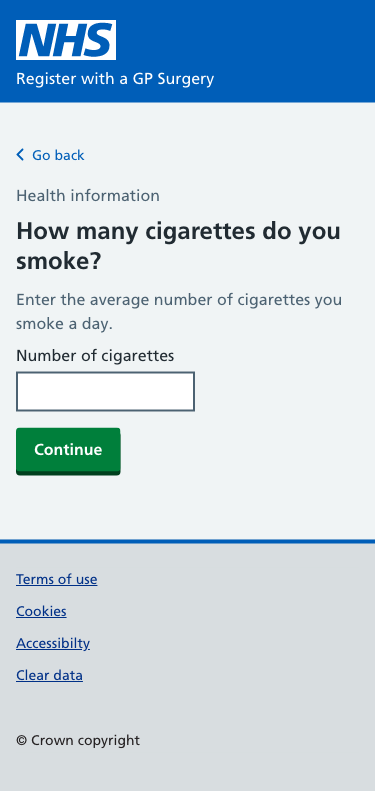 NHS
Register with a GP Surgery
Go back
Health information
How many cigarettes do you
smoke?
Enter the average number of cigarettes you
smoke a day.
Number of cigarettes
Continue
Terms of use
Cookies
Accessibilty
Clear data
© Crown copyright